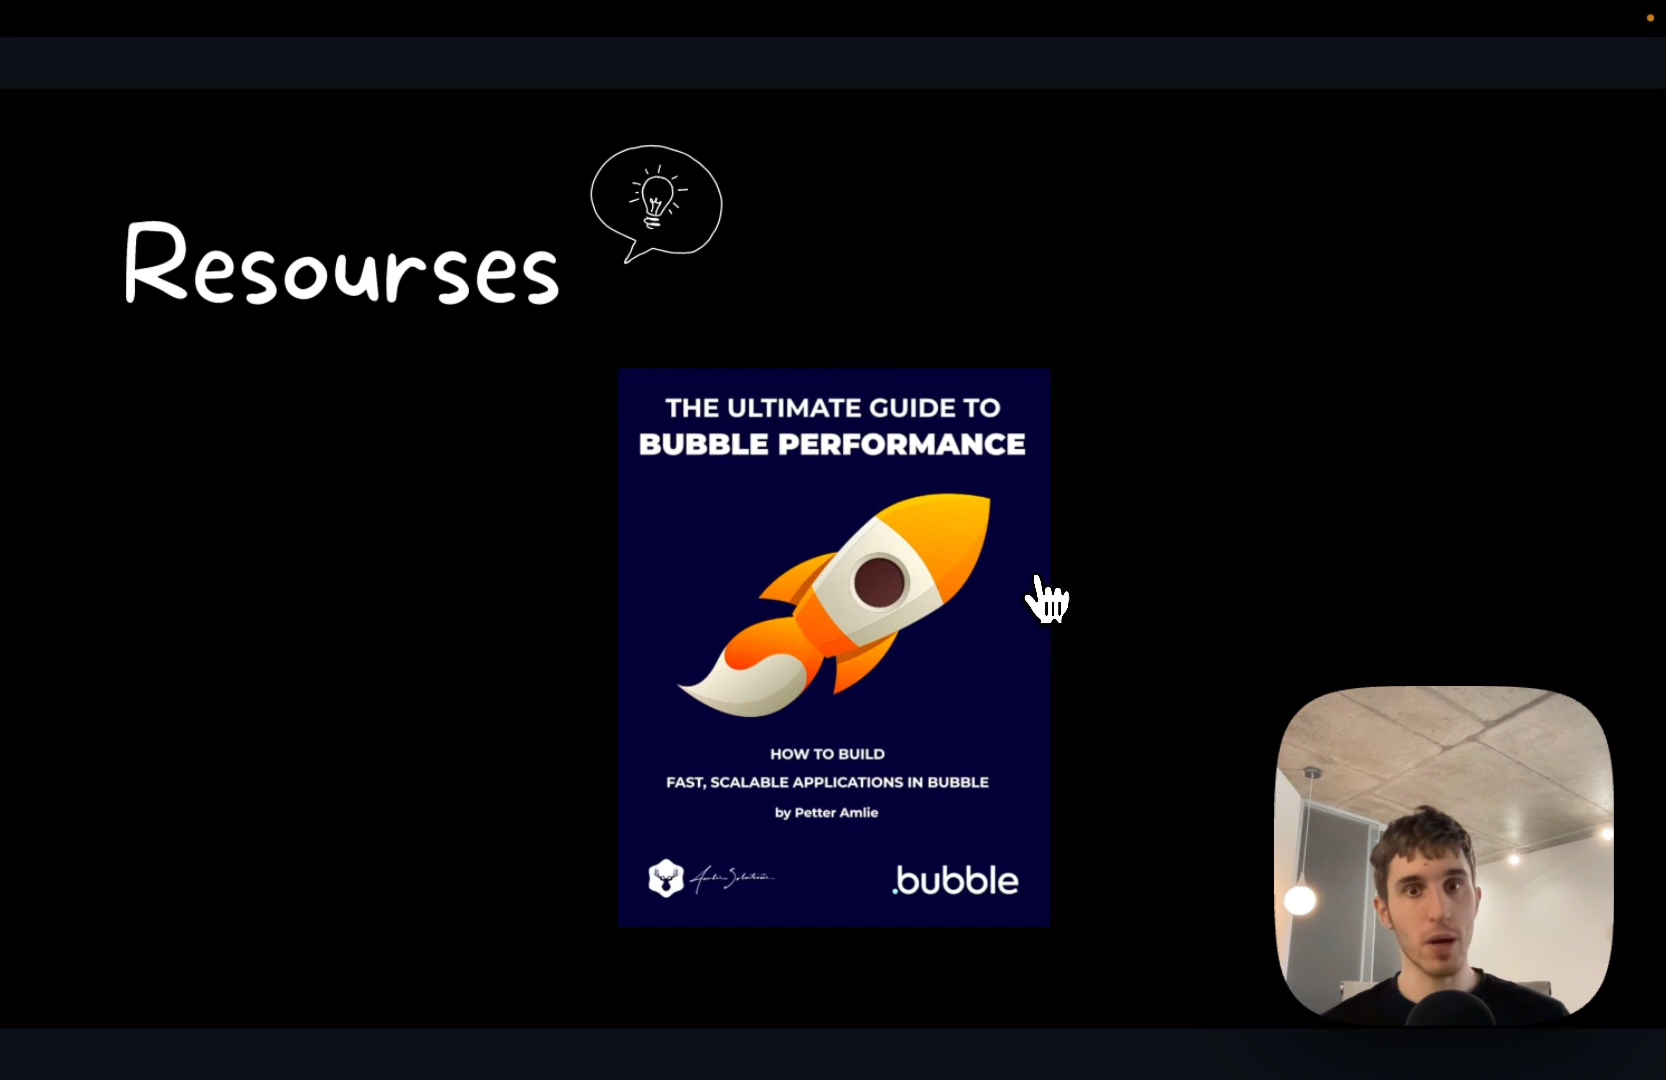 Resourses
THE ULTIMATE GUIDE TO
BUBBLE PERFORMANCE
HOW TO BUILD
FAST, SCALABLE APPLICATIONS IN BUBBLE
by Petter Amlie
.bubble